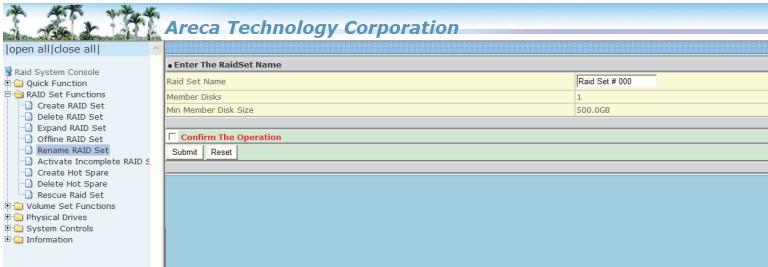 Areca Technology Corporation
|open all|close all|
Raid System Console
Quick Function
RAID Set Functions
Create RAID Set
Delete RAID Set
Expand RAID Set
Offline RAID Set
Rename RAID Set
Activate Incomplete RAID S
Create Hot Spare
Delete Hot Spare
Rescue Raid Set
Volume Set Functions
Physical Drives
System Controls
Information
Enter The RaidSet Name
Raid Set Name Raid Set # 000
Member Disks 1
Min Member Disk Size 500.0GB
Confirm The Operation
Submit Reset